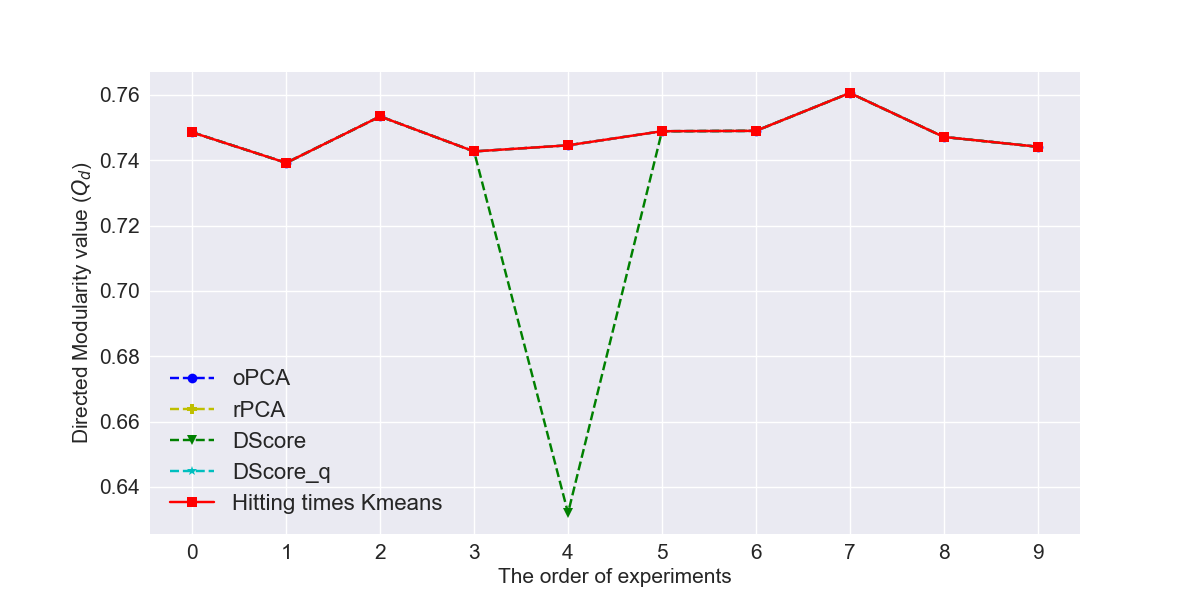 Directed Modularity value (Q_d)
0.76
0.74
0.72
0.70
0.68
0.66
0.64
oPCA
rPCA
DScore
DScore_q
Hitting times Kmeans
0 1 2 3 4 5 6 7 8 9
The order of experiments